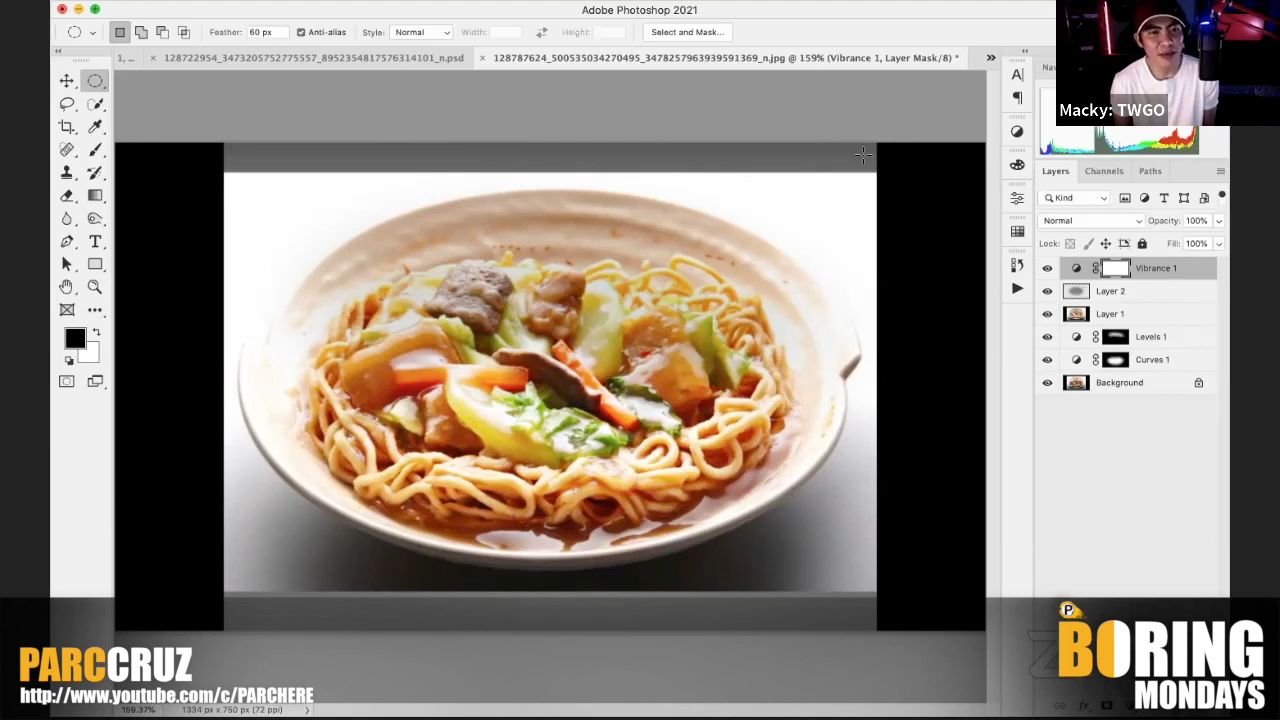 Adobe Photoshop 2021
Feather: 60 px Anti-alias Style: Normal Width: Height: Select and Mask...
1, ... × 128722954_3473205752775557_8952354817576314101_n.psd × 128787624_500535034270495_3478257963939591369_n.jpg @ 159% (Vibrance 1, Layer Mask/8) *
Macky: TWGO
Layers Channels Paths
Kind
Normal Opacity: 100%
Lock: Fill: 100%
Vibrance 1
Layer 2
Layer 1
Levels 1
Curves 1
Background
PARCCRUZ
http://www.youtube.com/c/PARCHERE
P
BORING
MONDAYS
159.37% 1334 px x 750 px (72 ppi)